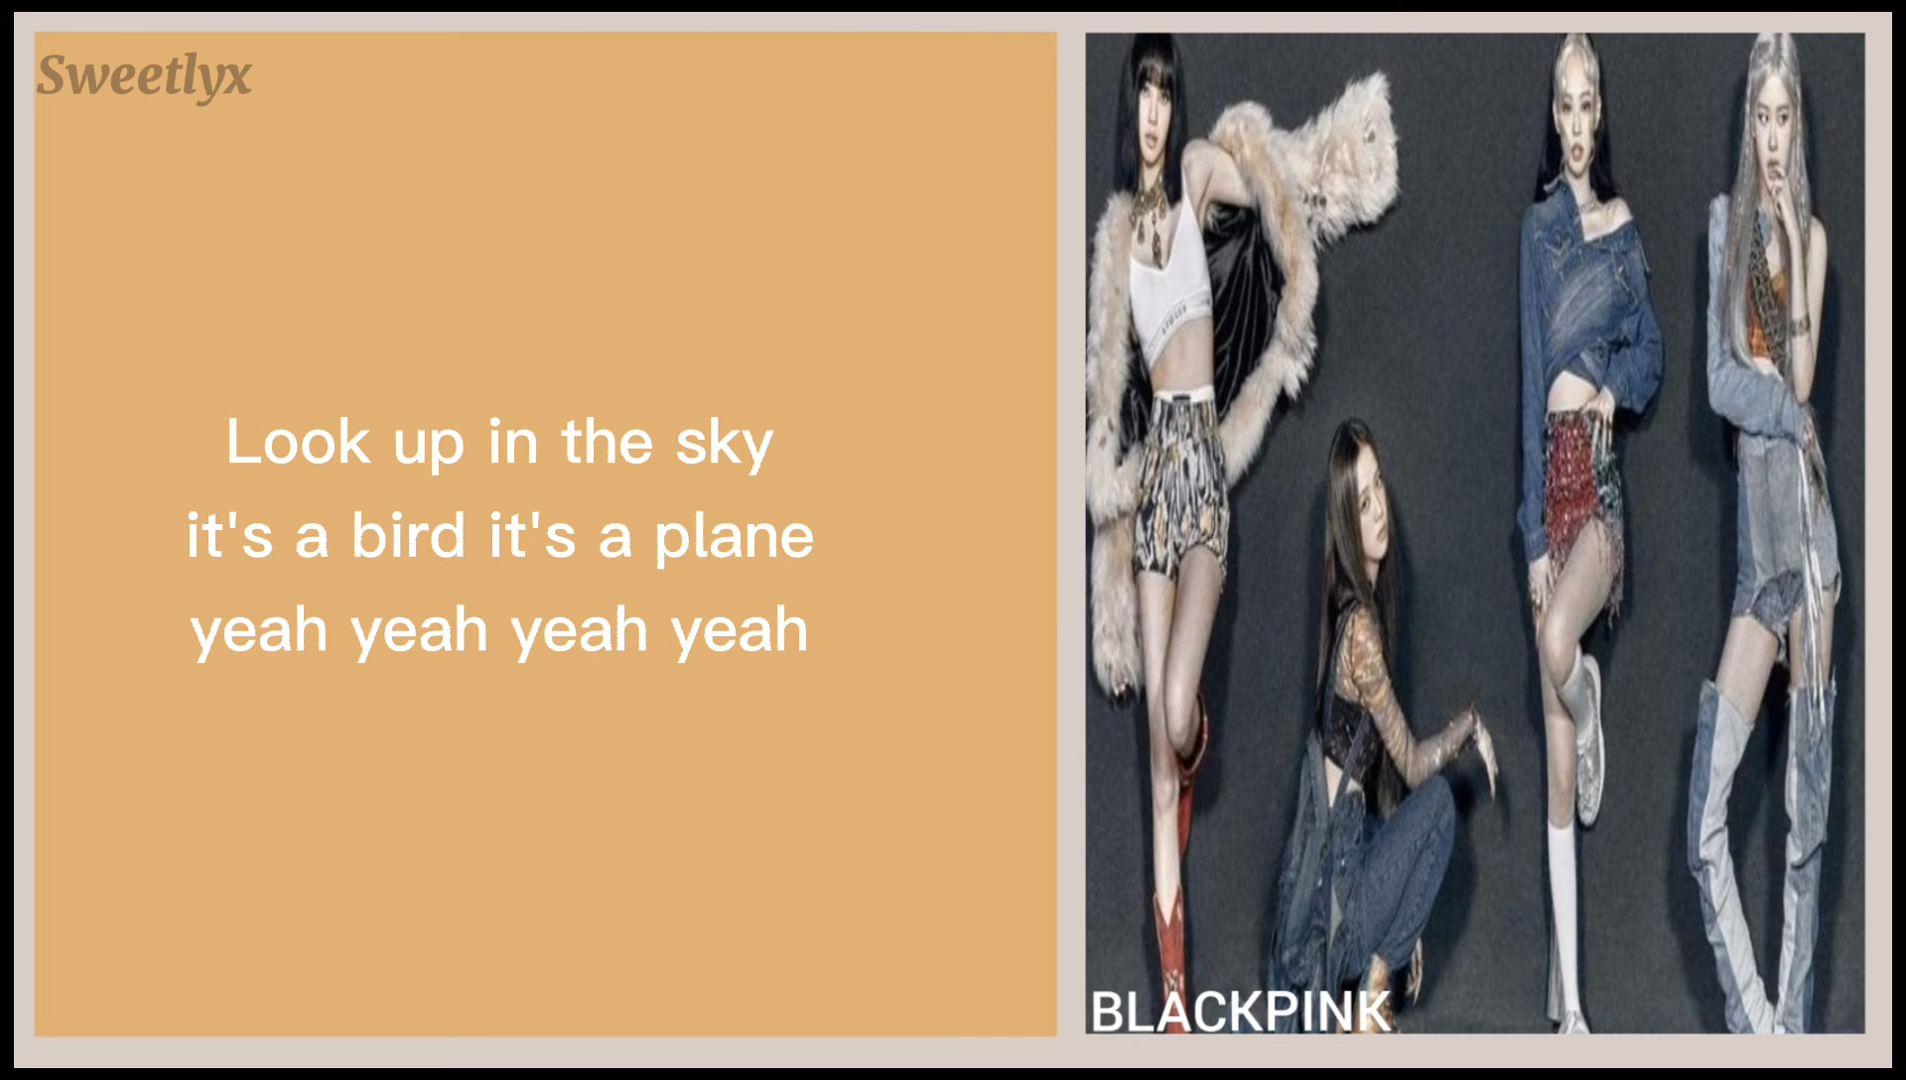 Sweetlyx
Look up in the sky
it's a bird it's a plane
yeah yeah yeah yeah
BLACKPINK